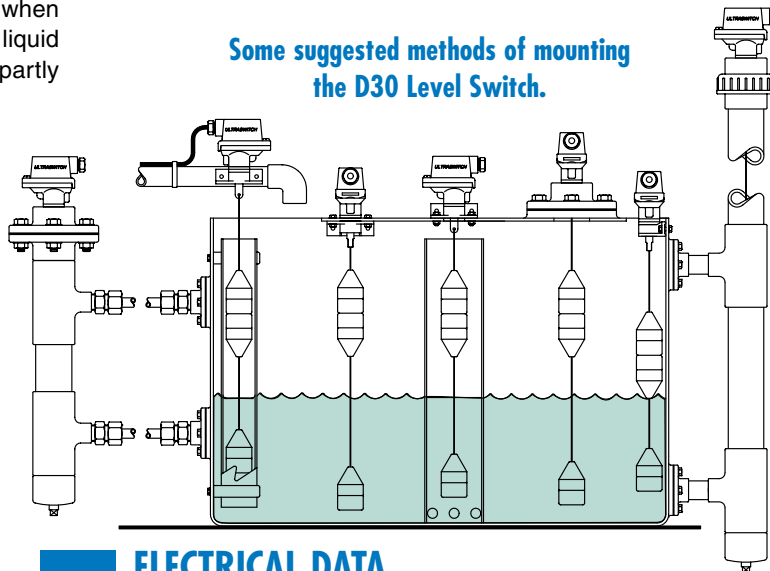 when
liquid
partly
Some suggested methods of mounting
the D30 Level Switch.
ULTRASWITCH
ULTRASWITCH
ULTRASWITCH
ULTRASWITCH
ELECTRICAL DATA